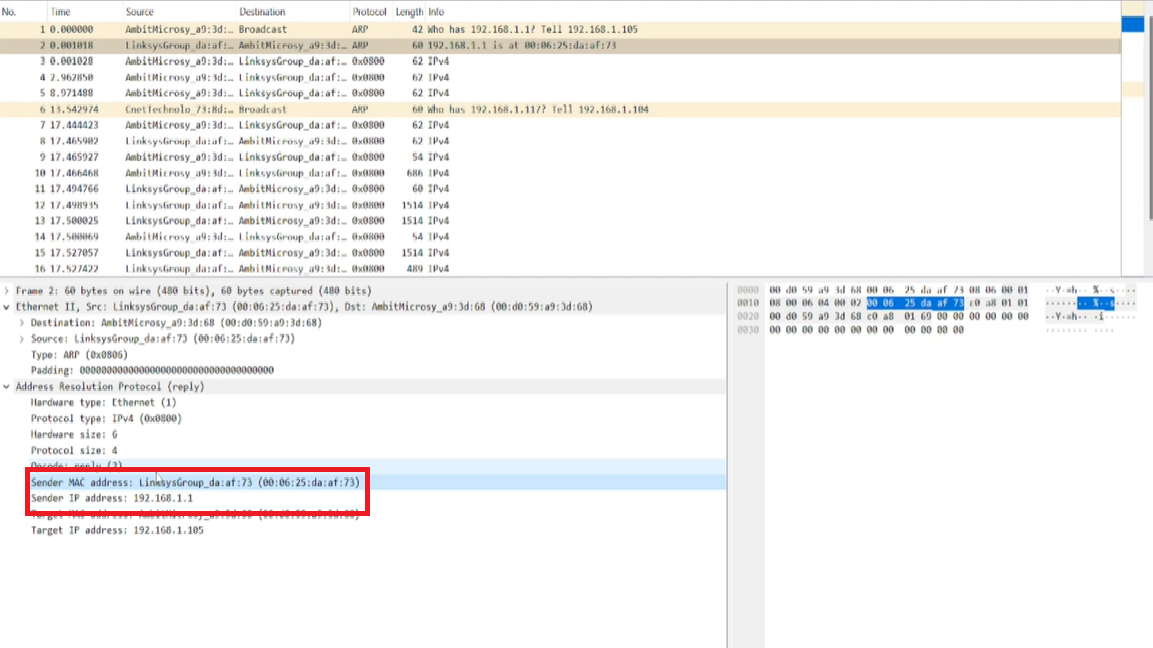 No. Time Source Destination Protocol Length Info
1 0.000000 AmbitMicrosy_a9:3d:… Broadcast ARP 42 Who has 192.168.1.1? Tell 192.168.1.105
2 0.001018 LinksysGroup_da:af:… AmbitMicrosy_a9:3d:… ARP 60 192.168.1.1 is at 00:06:25:da:af:73
3 0.001028 AmbitMicrosy_a9:3d:… LinksysGroup_da:af:… 0x0800 62 IPv4
4 2.962850 AmbitMicrosy_a9:3d:… LinksysGroup_da:af:… 0x0800 62 IPv4
5 8.971488 AmbitMicrosy_a9:3d:… LinksysGroup_da:af:… 0x0800 62 IPv4
6 13.542974 CnetTechnolo_73:8d:… Broadcast ARP 60 Who has 192.168.1.117? Tell 192.168.1.104
7 17.444423 AmbitMicrosy_a9:3d:… LinksysGroup_da:af:… 0x0800 62 IPv4
8 17.465902 LinksysGroup_da:af:… AmbitMicrosy_a9:3d:… 0x0800 62 IPv4
9 17.465927 AmbitMicrosy_a9:3d:… LinksysGroup_da:af:… 0x0800 54 IPv4
10 17.466468 AmbitMicrosy_a9:3d:… LinksysGroup_da:af:… 0x0800 686 IPv4
11 17.494766 LinksysGroup_da:af:… AmbitMicrosy_a9:3d:… 0x0800 60 IPv4
12 17.498935 LinksysGroup_da:af:… AmbitMicrosy_a9:3d:… 0x0800 1514 IPv4
13 17.500025 LinksysGroup_da:af:… AmbitMicrosy_a9:3d:… 0x0800 1514 IPv4
14 17.500069 AmbitMicrosy_a9:3d:… LinksysGroup_da:af:… 0x0800 54 IPv4
15 17.527057 LinksysGroup_da:af:… AmbitMicrosy_a9:3d:… 0x0800 1514 IPv4
16 17.527422 LinksysGroup_da:af:… AmbitMicrosy_a9:3d:… 0x0800 489 IPv4
Frame 2: 60 bytes on wire (480 bits), 60 bytes captured (480 bits)
Ethernet II, Src: LinksysGroup_da:af:73 (00:06:25:da:af:73), Dst: AmbitMicrosy_a9:3d:68 (00:d0:59:a9:3d:68)
Destination: AmbitMicrosy_a9:3d:68 (00:d0:59:a9:3d:68)
Source: LinksysGroup_da:af:73 (00:06:25:da:af:73)
Type: ARP (0x0806)
Padding: 000000000000000000000000000000000000
Address Resolution Protocol (reply)
Hardware type: Ethernet (1)
Protocol type: IPv4 (0x0800)
Hardware size: 6
Protocol size: 4
Opcode: reply (2)
Sender MAC address: LinksysGroup_da:af:73 (00:06:25:da:af:73)
Sender IP address: 192.168.1.1
Target MAC address: AmbitMicrosy_a9:3d:68 (00:d0:59:a9:3d:68)
Target IP address: 192.168.1.105
0000 00 d0 59 a9 3d 68 00 06 25 da af 73 08 06 00 01 ··Y·=h·· %··s····
0010 08 00 06 04 00 02 00 06 25 da af 73 c0 a8 01 01 ········ %··s····
0020 00 d0 59 a9 3d 68 c0 a8 01 69 00 00 00 00 00 00 ··Y·=h·· ·i······
0030 00 00 00 00 00 00 00 00 00 00 00 00 ········ ····